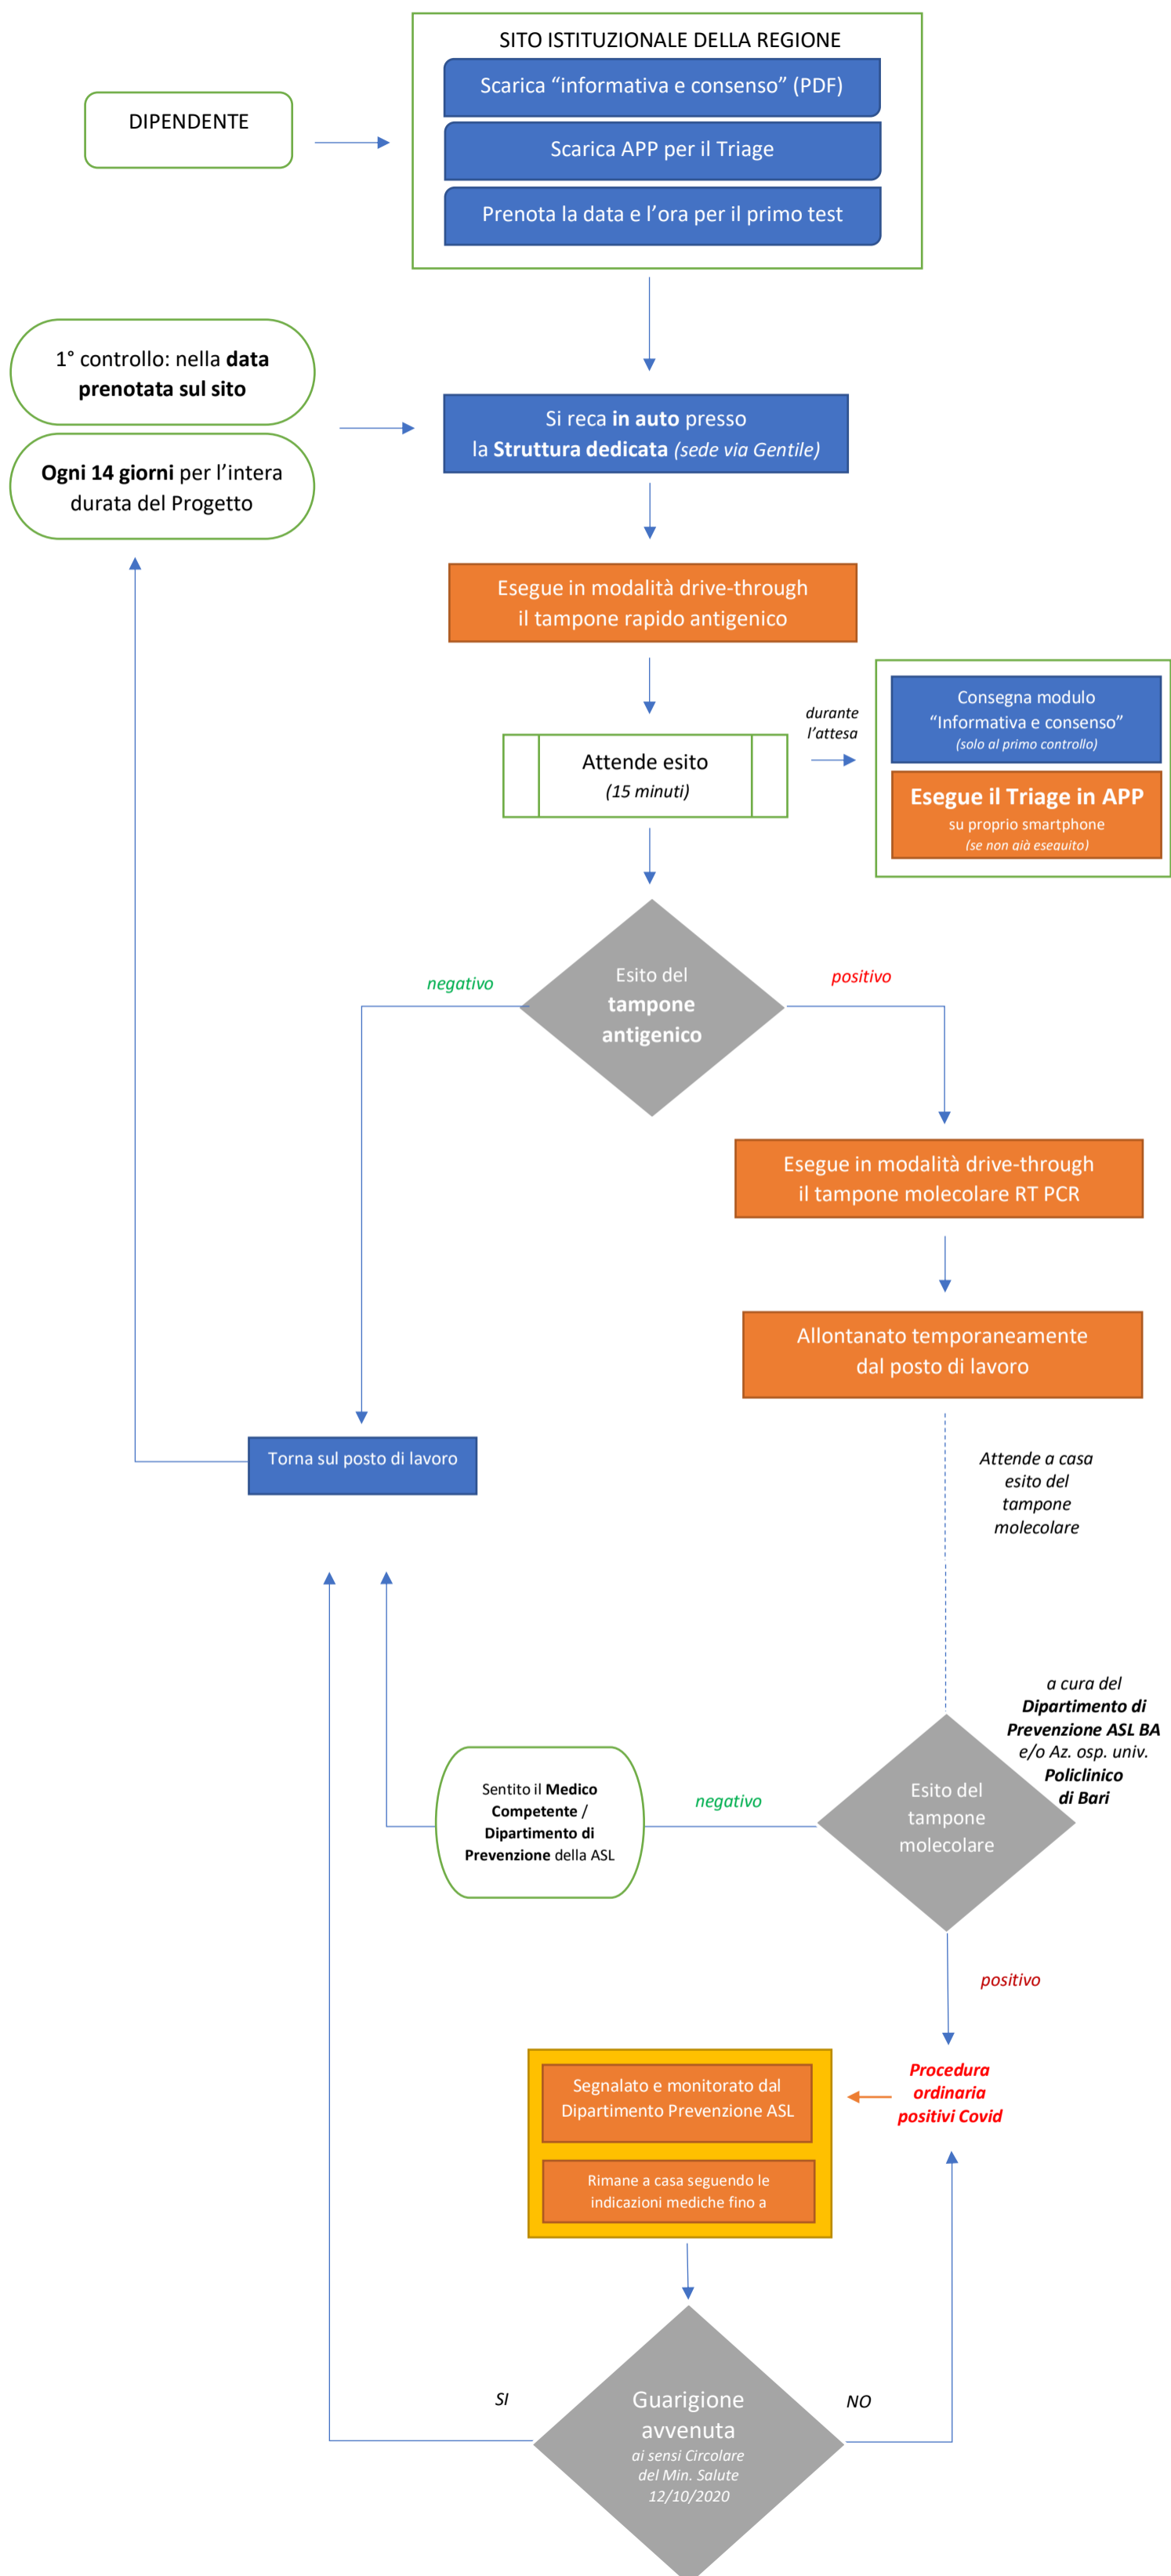 SITO ISTITUZIONALE DELLA REGIONE
Scarica “informativa e consenso” (PDF)
DIPENDENTE
Scarica APP per il Triage
Prenota la data e l’ora per il primo test
1° controllo: nella data
prenotata sul sito
Si reca in auto presso
la Struttura dedicata (sede via Gentile)
Ogni 14 giorni per l’intera
durata del Progetto
Esegue in modalità drive-through
il tampone rapido antigenico
durante
l’attesa
Consegna modulo
“Informativa e consenso”
(solo al primo controllo)
Attende esito
(15 minuti)
Esegue il Triage in APP
su proprio smartphone
(se non già eseguito)
negativo
Esito del
tampone
antigenico
positivo
Esegue in modalità drive-through
il tampone molecolare RT PCR
Allontanato temporaneamente
dal posto di lavoro
Torna sul posto di lavoro
Attende a casa
esito del
tampone
molecolare
a cura del
Dipartimento di
Prevenzione ASL BA
e/o Az. osp. univ.
Policlinico
di Bari
Sentito il Medico
Competente /
Dipartimento di
Prevenzione della ASL
negativo
Esito del
tampone
molecolare
positivo
Procedura
ordinaria
positivi Covid
Segnalato e monitorato dal
Dipartimento Prevenzione ASL
Rimane a casa seguendo le
indicazioni mediche fino a
SI
NO
Guarigione
avvenuta
ai sensi Circolare
del Min. Salute
12/10/2020